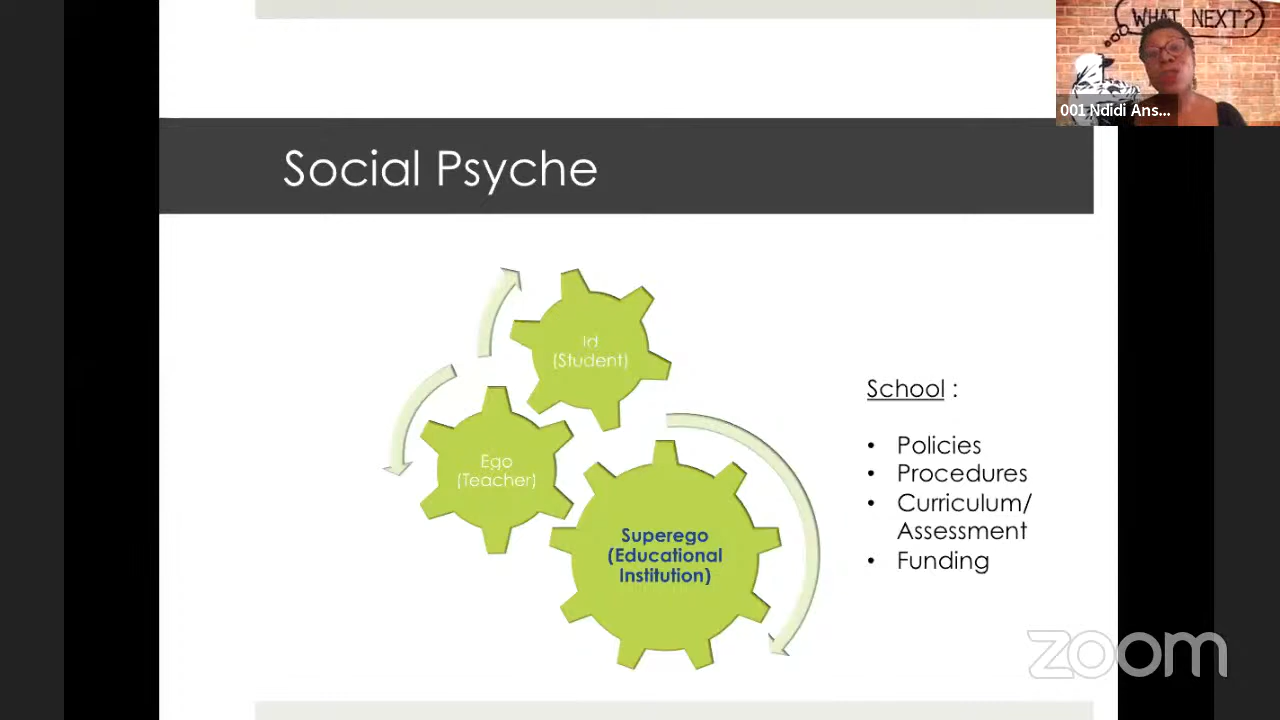 WHAT NEXT?
001 Ndidi Ans...
Social Psyche
Id
(Student)
Ego
(Teacher)
Superego
(Educational
Institution)
School :
• Policies
• Procedures
• Curriculum/
Assessment
• Funding
zoom